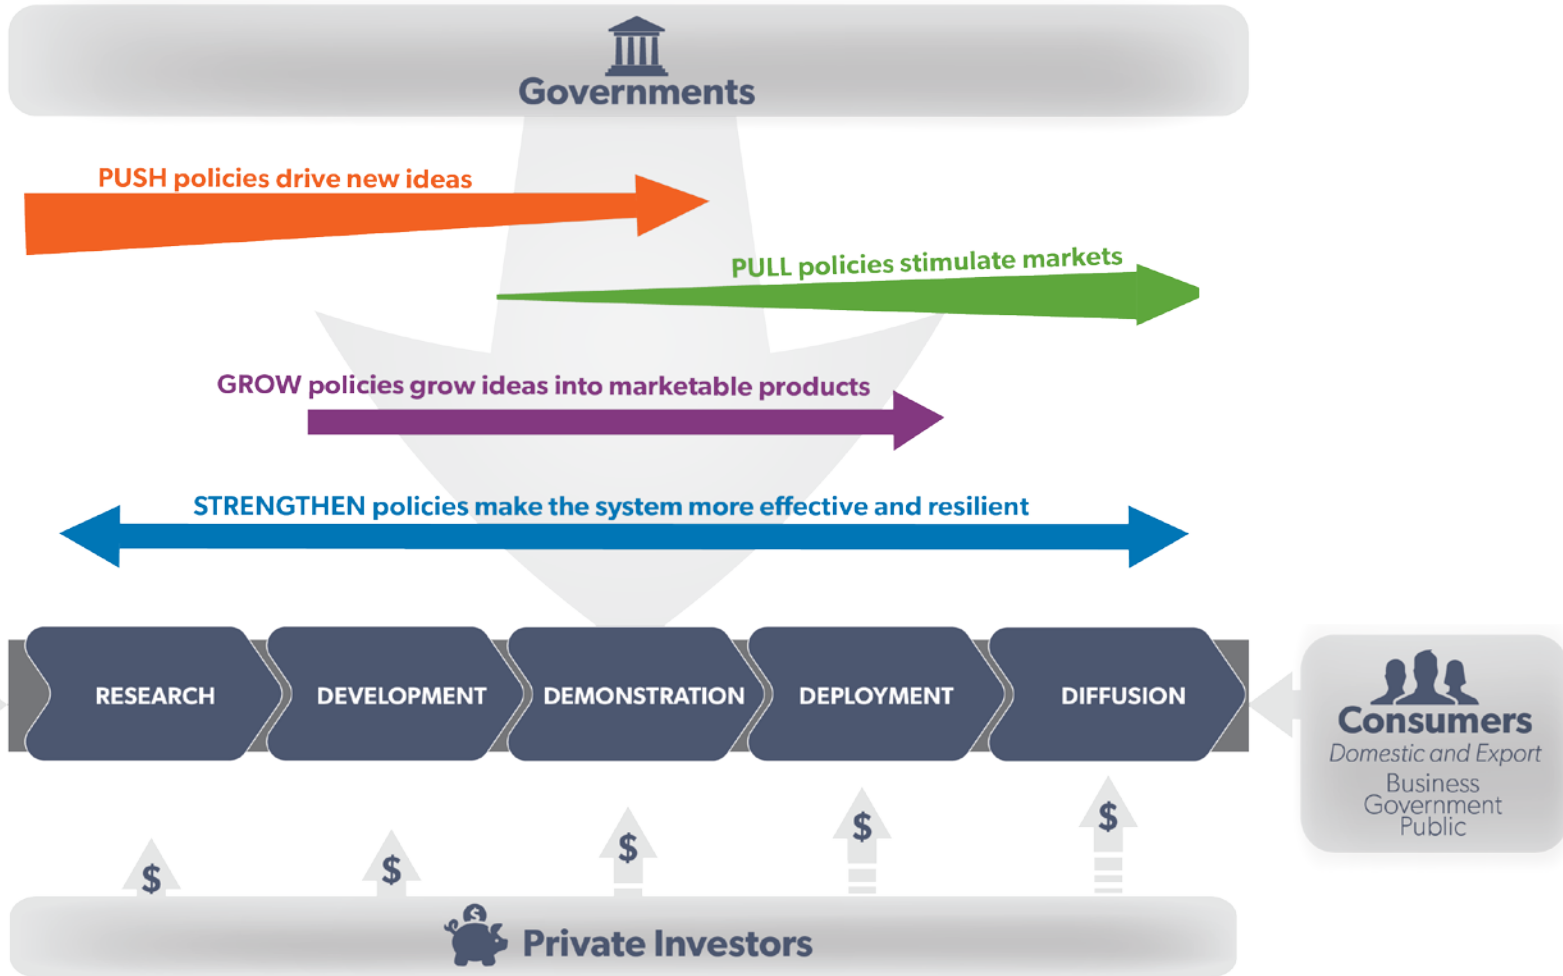 Governments
PUSH policies drive new ideas
PULL policies stimulate markets
GROW policies grow ideas into marketable products
STRENGTHEN policies make the system more effective and resilient
RESEARCH
DEVELOPMENT
DEMONSTRATION
DEPLOYMENT
DIFFUSION
Consumers
Domestic and Export
Business
Government
Public
$
$
$
$
$
$
Private Investors